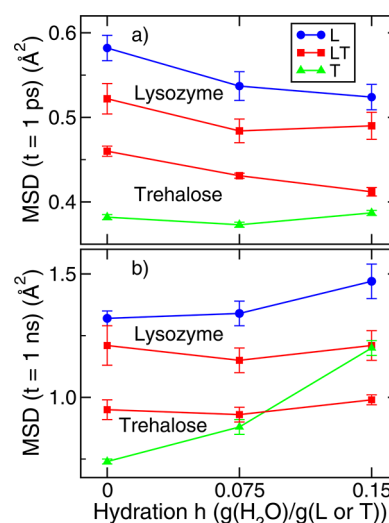 a)
L
LT
T
Lysozyme
Trehalose
0.6
0.5
0.4
MSD (t = 1 ps) (Å²)
b)
Lysozyme
Trehalose
1.5
1.0
MSD (t = 1 ns) (Å²)
0 0.075 0.15
Hydration h (g(H₂O)/g(L or T))